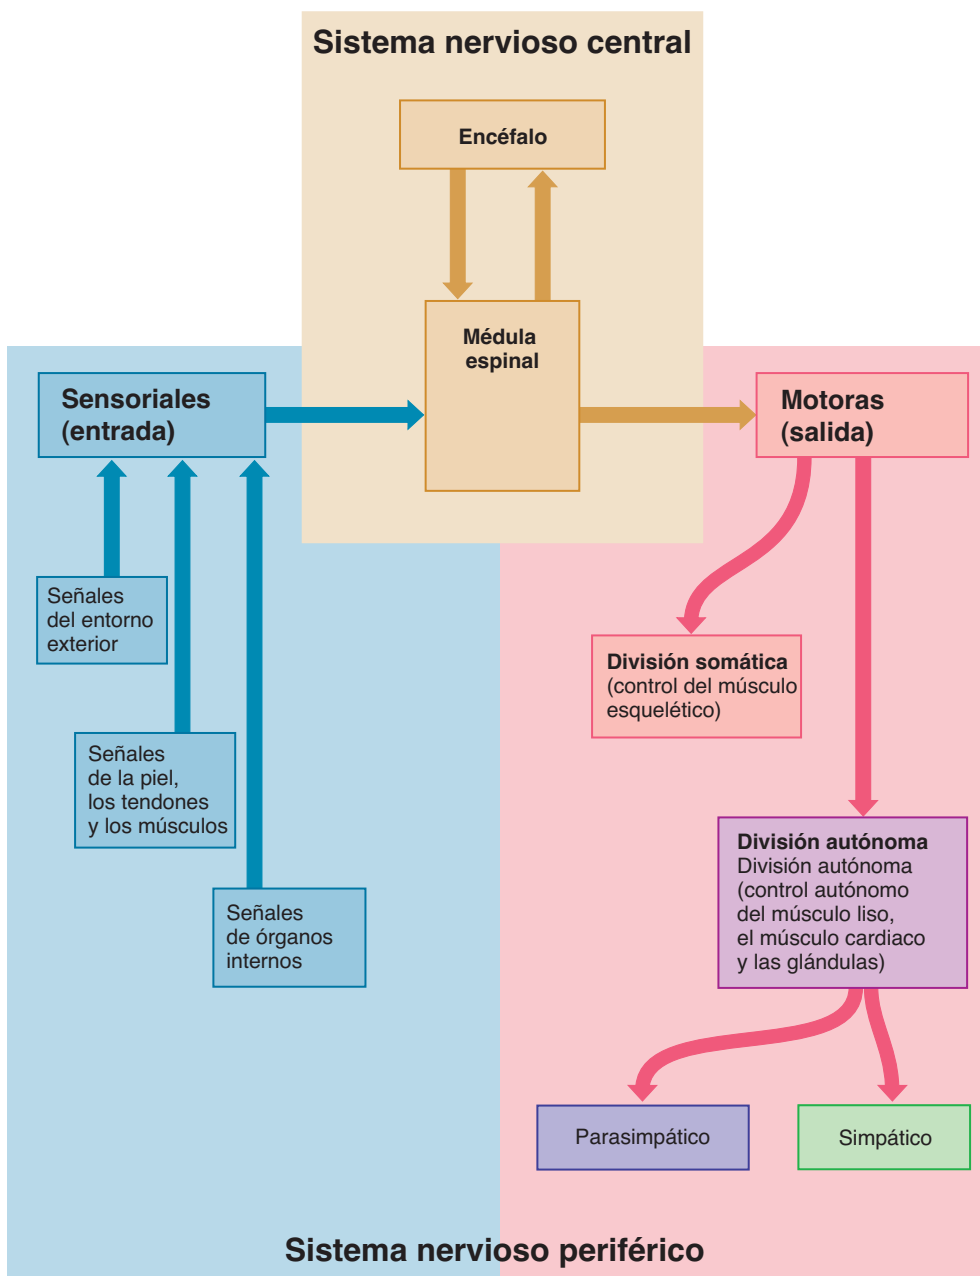 Sistema nervioso central
Encéfalo
Médula
espinal
Sensoriales
(entrada)
Motoras
(salida)
Señales
del entorno
exterior
División somática
(control del músculo
esquelético)
Señales
de la piel,
los tendones
y los músculos
División autónoma
División autónoma
(control autónomo
del músculo liso,
el músculo cardiaco
y las glándulas)
Señales
de órganos
internos
Parasimpático
Simpático
Sistema nervioso periférico